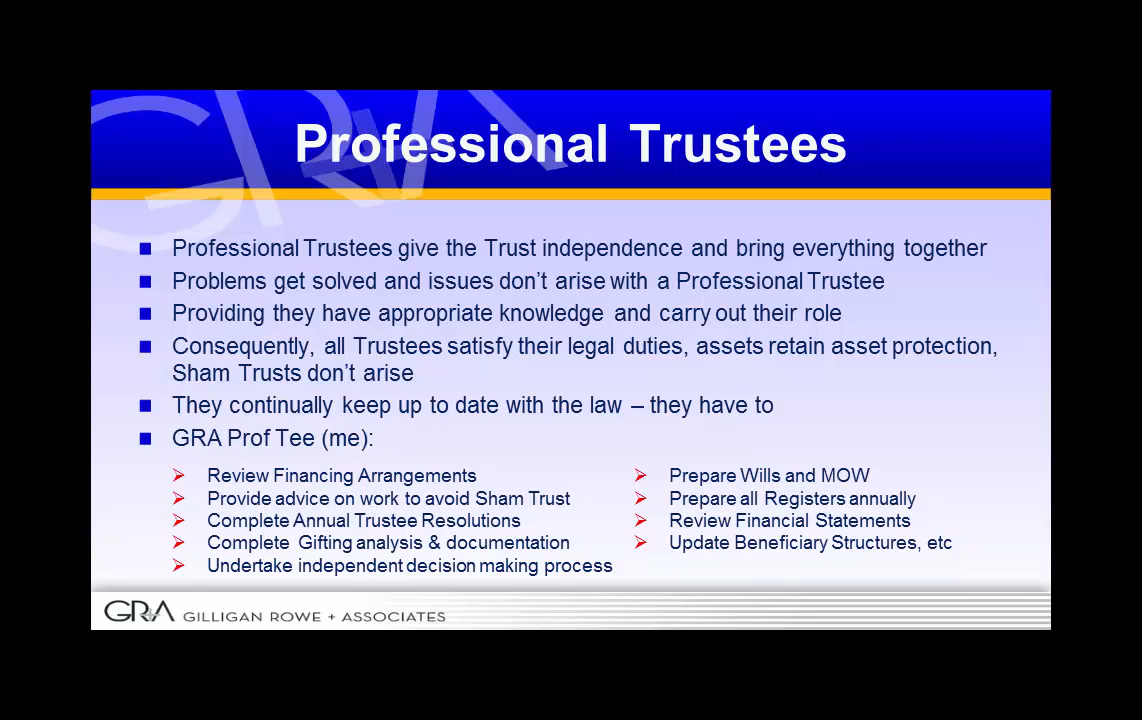 Professional Trustees
Professional Trustees give the Trust independence and bring everything together
Problems get solved and issues don’t arise with a Professional Trustee
Providing they have appropriate knowledge and carry out their role
Consequently, all Trustees satisfy their legal duties, assets retain asset protection,
Sham Trusts don’t arise
They continually keep up to date with the law – they have to
GRA Prof Tee (me):
Review Financing Arrangements
Provide advice on work to avoid Sham Trust
Complete Annual Trustee Resolutions
Complete Gifting analysis & documentation
Undertake independent decision making process
Prepare Wills and MOW
Prepare all Registers annually
Review Financial Statements
Update Beneficiary Structures, etc
GRA GILLIGAN ROWE + ASSOCIATES